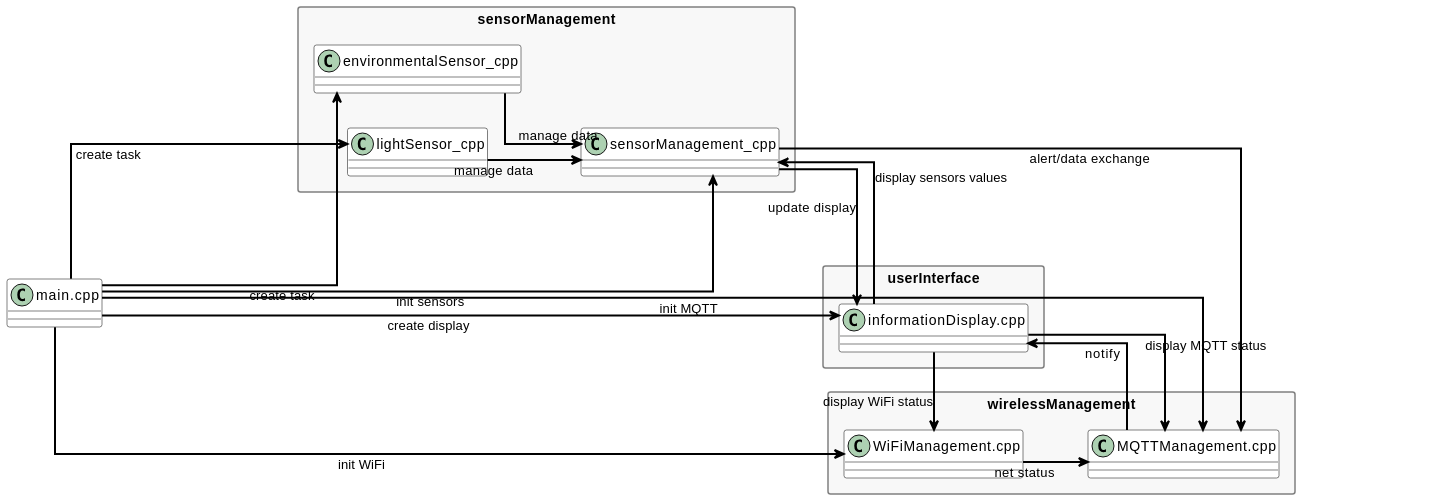 sensorManagement
C environmentalSensor_cpp
manage data
C lightSensor_cpp
C sensorManagement_cpp
create task
alert/data exchange
manage data
display sensors values
update display
userInterface
C main.cpp
create task
init sensors
init MQTT
create display
C informationDisplay.cpp
display MQTT status
notify
display WiFi status
wirelessManagement
C WiFiManagement.cpp
C MQTTManagement.cpp
init WiFi
net status